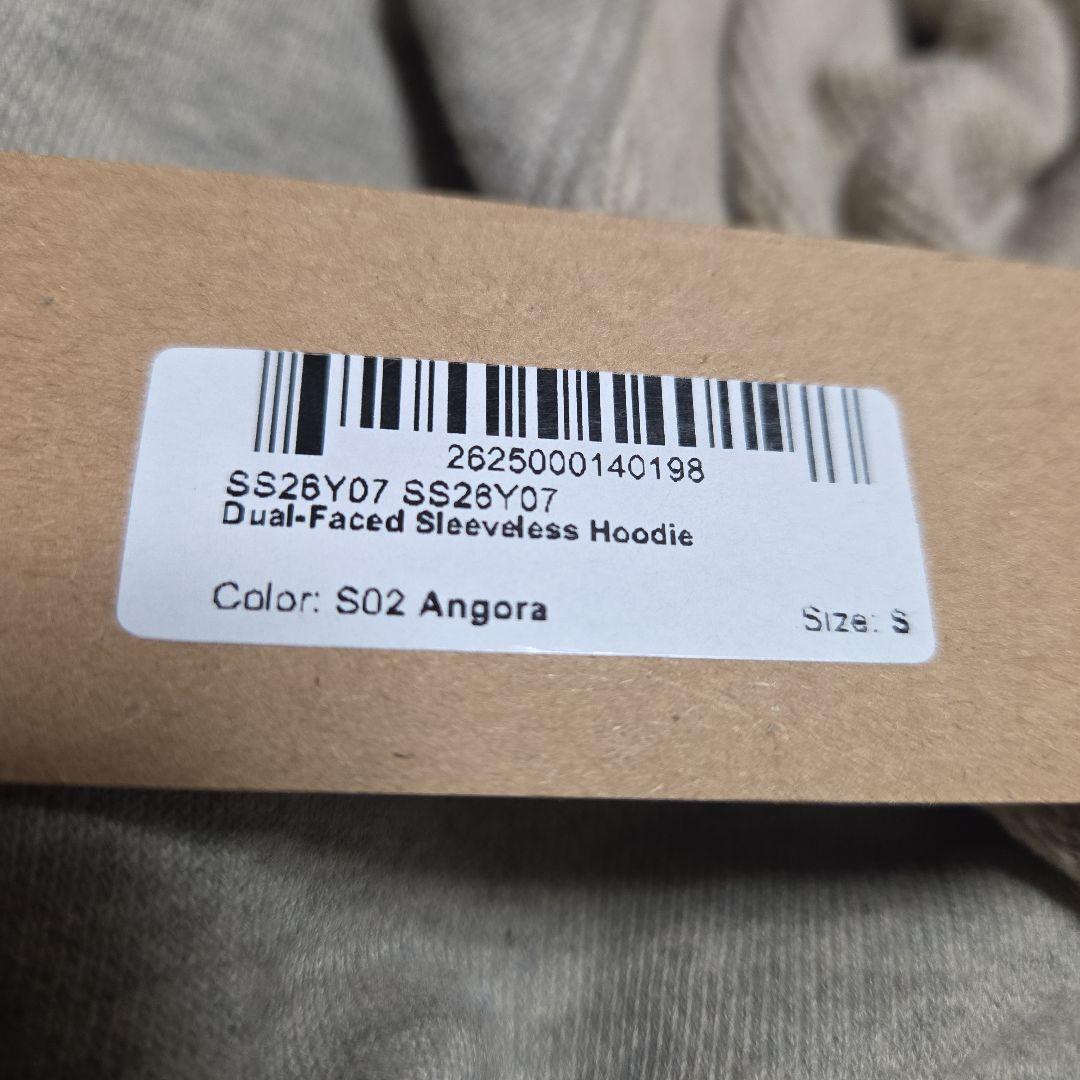 2625000140198
SS26Y07 SS26Y07
Dual-Faced Sleeveless Hoodie
Color: S02 Angora
Size: S